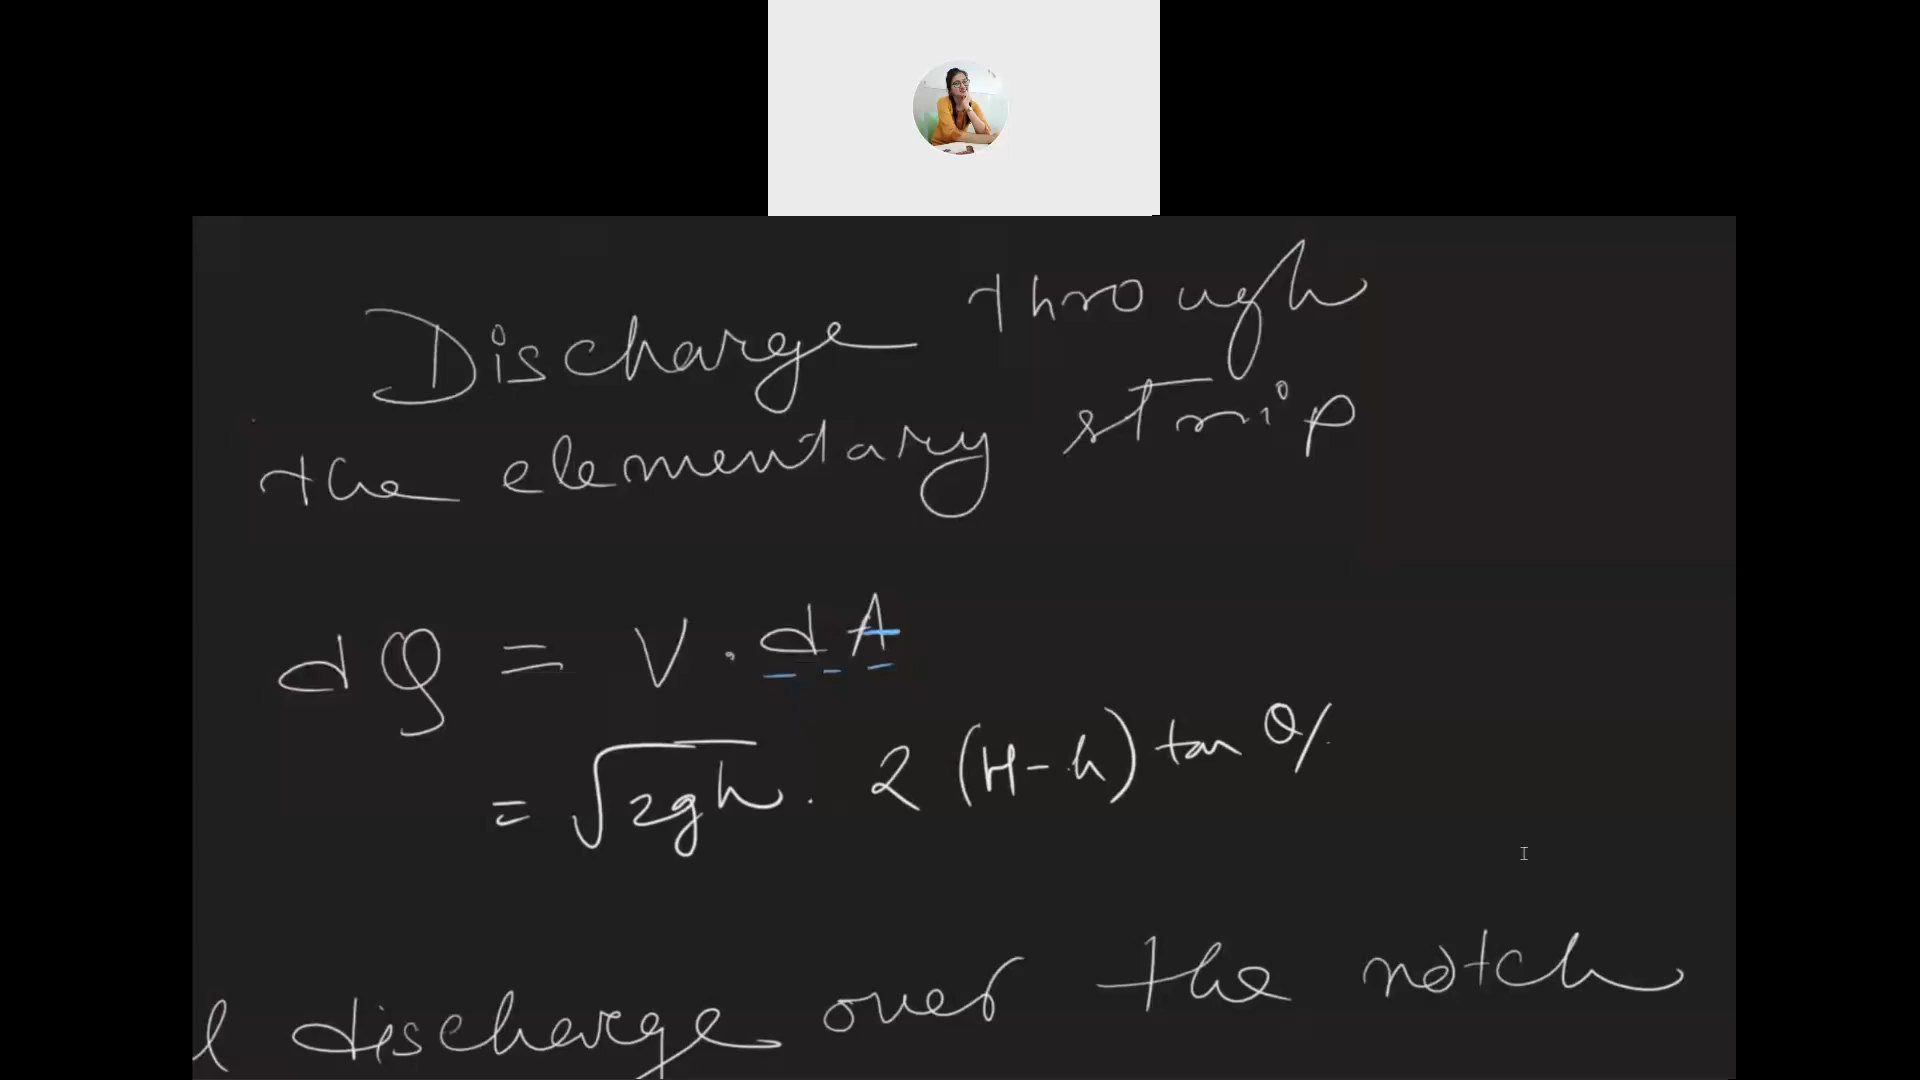 Discharge through
the elementary strip
dQ = V . dA
= √2gh . 2 (H-h) tan θ/
l discharge over the notch